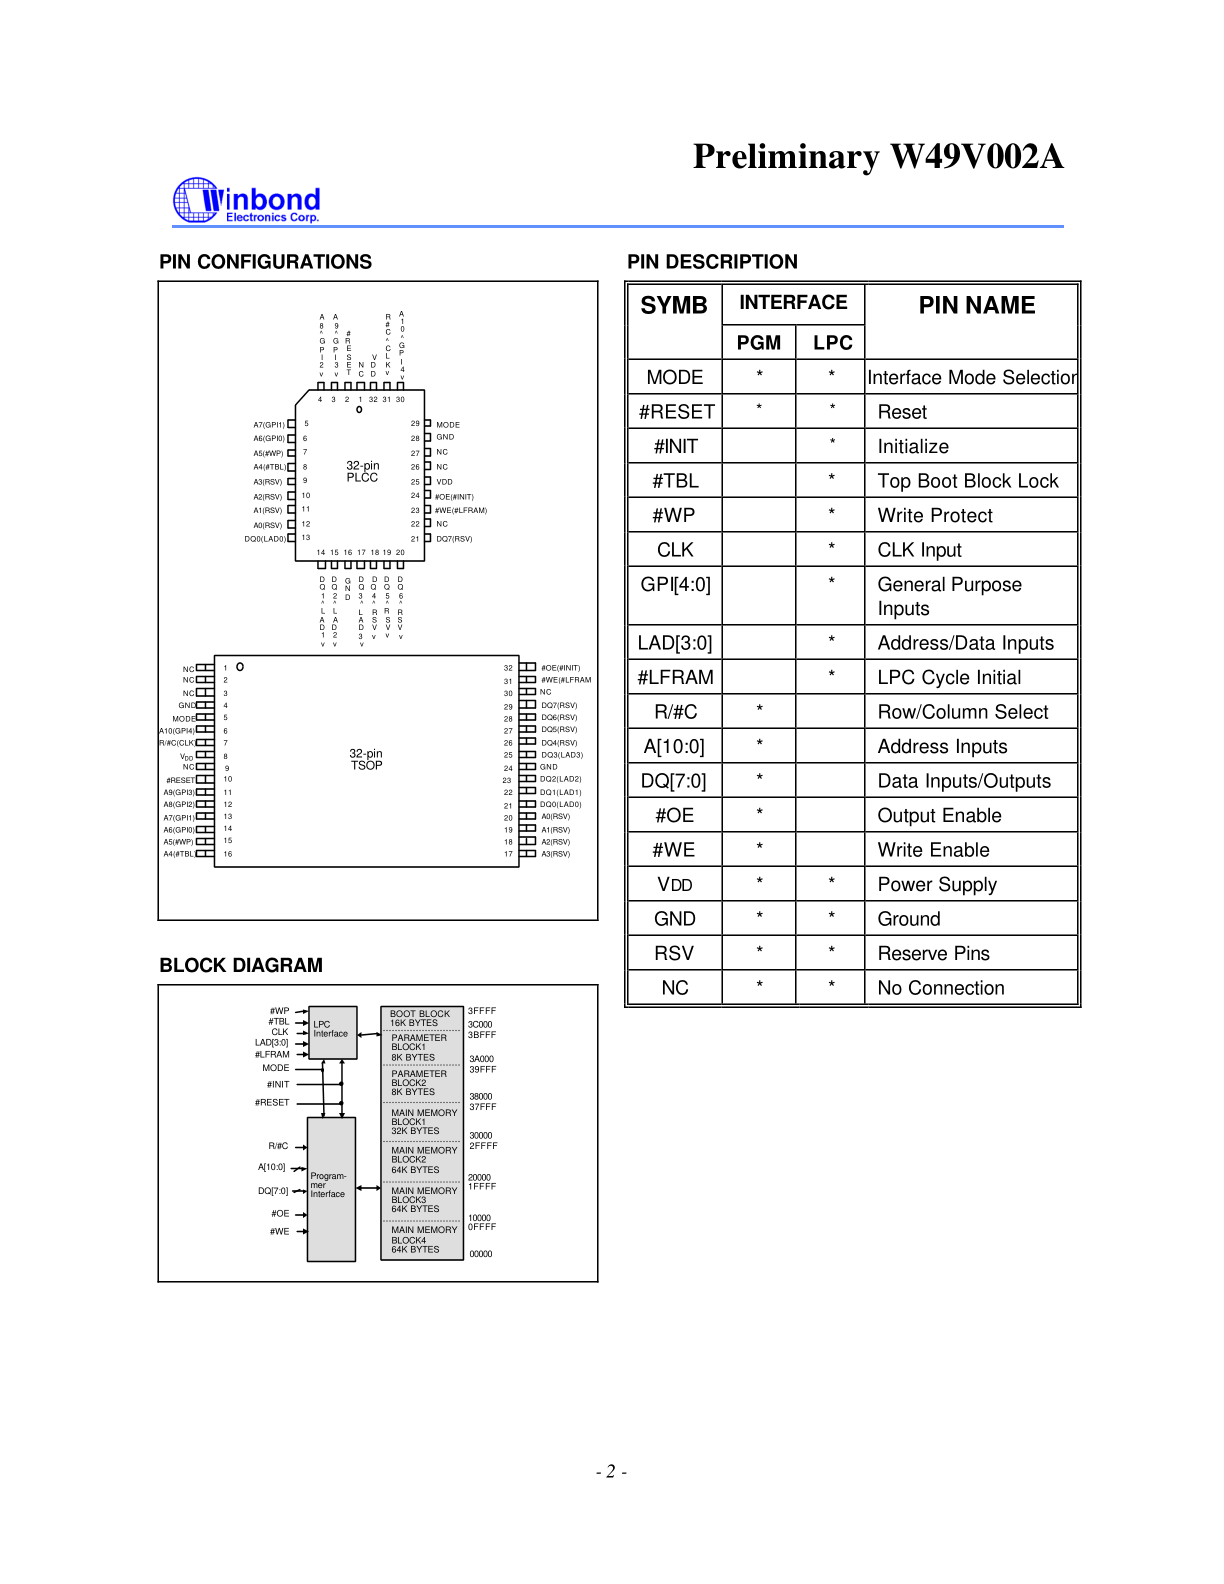 Preliminary W49V002A
Winbond
Electronics Corp.
PIN CONFIGURATIONS
A8^GPI2v
A9^GPI3v
#RESET
NC
VDD
R#C^CLKv
A10^GPI4v
4 3 2 1 32 31 30
A7(GPI1) 5 29 MODE
A6(GPI0) 6 28 GND
A5(#WP) 7 27 NC
A4(#TBL) 8 26 NC
A3(RSV) 9 25 VDD
A2(RSV) 10 24 #OE(#INIT)
A1(RSV) 11 23 #WE(#LFRAM)
A0(RSV) 12 22 NC
DQ0(LAD0) 13 21 DQ7(RSV)
32-pin
PLCC
14 15 16 17 18 19 20
DQ1^LAD1v
DQ2^LAD2v
GND
DQ3^LAD3v
DQ4^RSVv
DQ5^RSVv
DQ6^RSVv
NC 1 32 #OE(#INIT)
NC 2 31 #WE(#LFRAM
NC 3 30 NC
GND 4 29 DQ7(RSV)
MODE 5 28 DQ6(RSV)
A10(GPI4) 6 27 DQ5(RSV)
R/#C(CLK) 7 26 DQ4(RSV)
VDD 8 25 DQ3(LAD3)
NC 9 24 GND
#RESET 10 23 DQ2(LAD2)
A9(GPI3) 11 22 DQ1(LAD1)
A8(GPI2) 12 21 DQ0(LAD0)
A7(GPI1) 13 20 A0(RSV)
A6(GPI0) 14 19 A1(RSV)
A5(#WP) 15 18 A2(RSV)
A4(#TBL) 16 17 A3(RSV)
32-pin
TSOP
BLOCK DIAGRAM
#WP
#TBL
CLK
LAD[3:0]
#LFRAM
MODE
#INIT
#RESET
R/#C
A[10:0]
DQ[7:0]
#OE
#WE
LPC
Interface
Program-
mer
Interface
BOOT BLOCK
16K BYTES
PARAMETER
BLOCK1
8K BYTES
PARAMETER
BLOCK2
8K BYTES
MAIN MEMORY
BLOCK1
32K BYTES
MAIN MEMORY
BLOCK2
64K BYTES
MAIN MEMORY
BLOCK3
64K BYTES
MAIN MEMORY
BLOCK4
64K BYTES
3FFFF
3C000
3BFFF
3A000
39FFF
38000
37FFF
30000
2FFFF
20000
1FFFF
10000
0FFFF
00000
PIN DESCRIPTION
SYMB INTERFACE PIN NAME
PGM LPC
MODE * * Interface Mode Selection
#RESET * * Reset
#INIT * Initialize
#TBL * Top Boot Block Lock
#WP * Write Protect
CLK * CLK Input
GPI[4:0] * General Purpose
Inputs
LAD[3:0] * Address/Data Inputs
#LFRAM * LPC Cycle Initial
R/#C * Row/Column Select
A[10:0] * Address Inputs
DQ[7:0] * Data Inputs/Outputs
#OE * Output Enable
#WE * Write Enable
VDD * * Power Supply
GND * * Ground
RSV * * Reserve Pins
NC * * No Connection
- 2 -